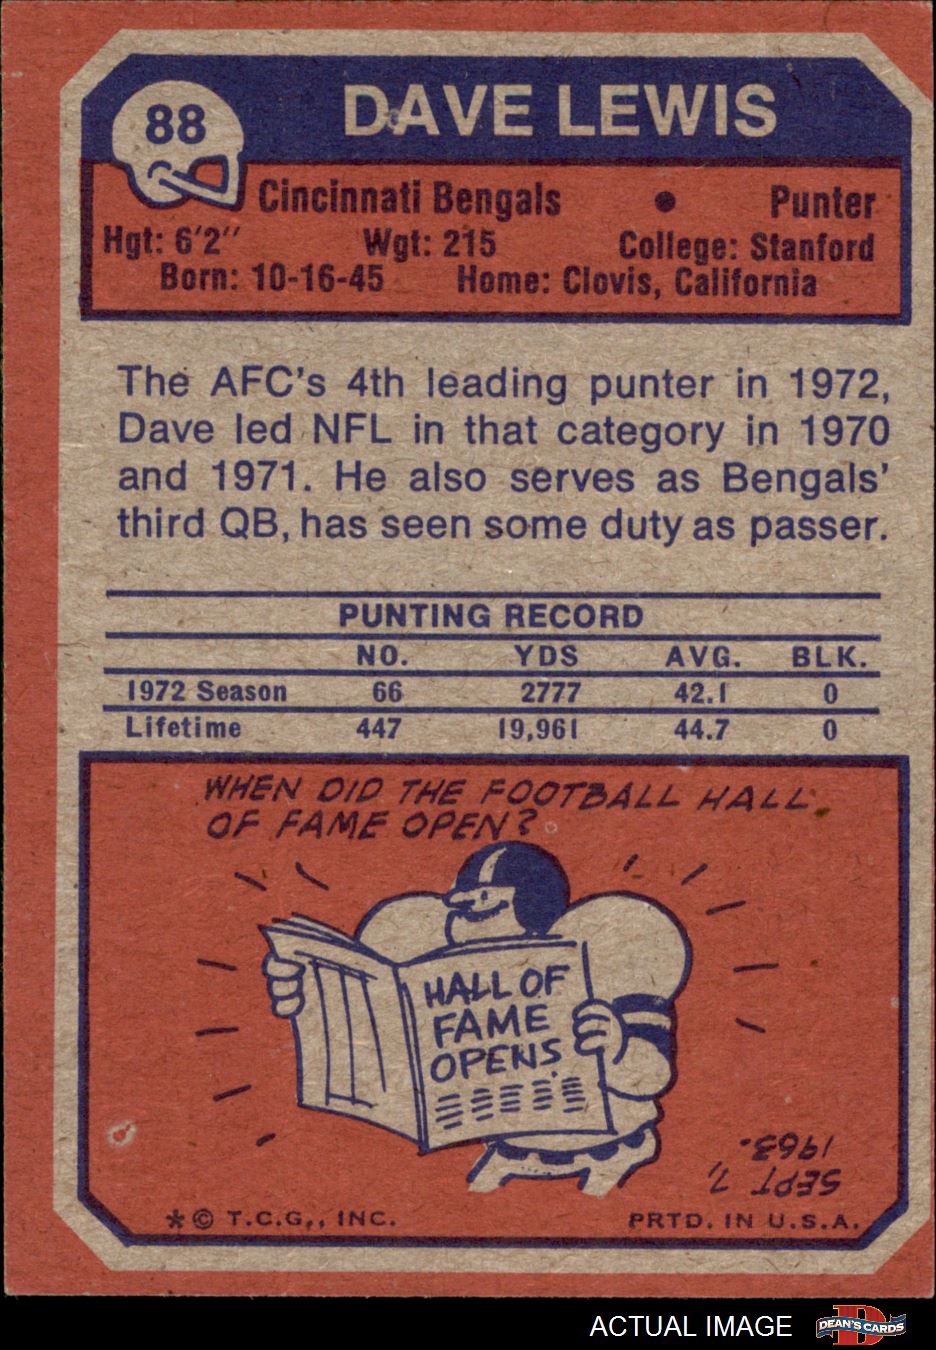 88
DAVE LEWIS
Cincinnati Bengals • Punter
Hgt: 6'2" Wgt: 215 College: Stanford
Born: 10-16-45 Home: Clovis, California
The AFC's 4th leading punter in 1972,
Dave led NFL in that category in 1970
and 1971. He also serves as Bengals'
third QB, has seen some duty as passer.
PUNTING RECORD
NO. YDS AVG. BLK.
1972 Season 66 2777 42.1 0
Lifetime 447 19,961 44.7 0
WHEN DID THE FOOTBALL HALL
OF FAME OPEN?
HALL OF
FAME
OPENS
SEPT 7,
1963.
* © T.C.G., INC. PRTD. IN U.S.A.
ACTUAL IMAGE
DEAN'S CARDS